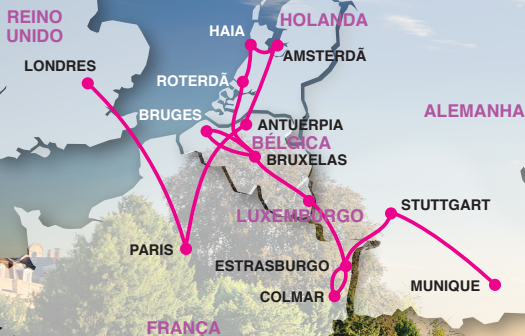 REINO
UNIDO
HOLANDA
HAIA
AMSTERDÃ
LONDRES
ROTERDÃ
BRUGES
ALEMANHA
ANTUÉRPIA
BÉLGICA
BRUXELAS
LUXEMBURGO
STUTTGART
PARIS
ESTRASBURGO
MUNIQUE
COLMAR
FRANÇA